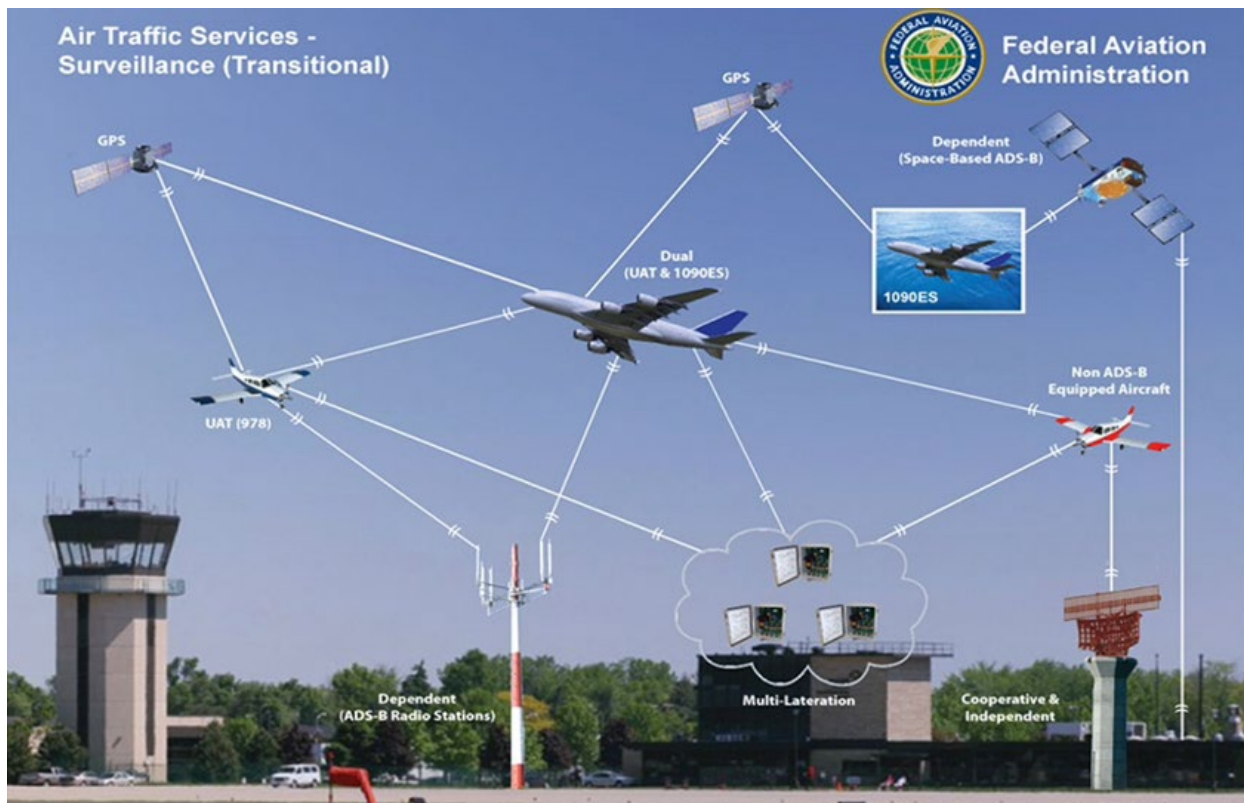 Air Traffic Services -
Surveillance (Transitional)
FEDERAL AVIATION
ADMINISTRATION
Federal Aviation
Administration
GPS
GPS
Dependent
(Space-Based ADS-B)
Dual
(UAT & 1090ES)
1090ES
Non ADS-B
Equipped Aircraft
UAT (978)
Dependent
(ADS-B Radio Stations)
Multi-Lateration
Cooperative &
Independent